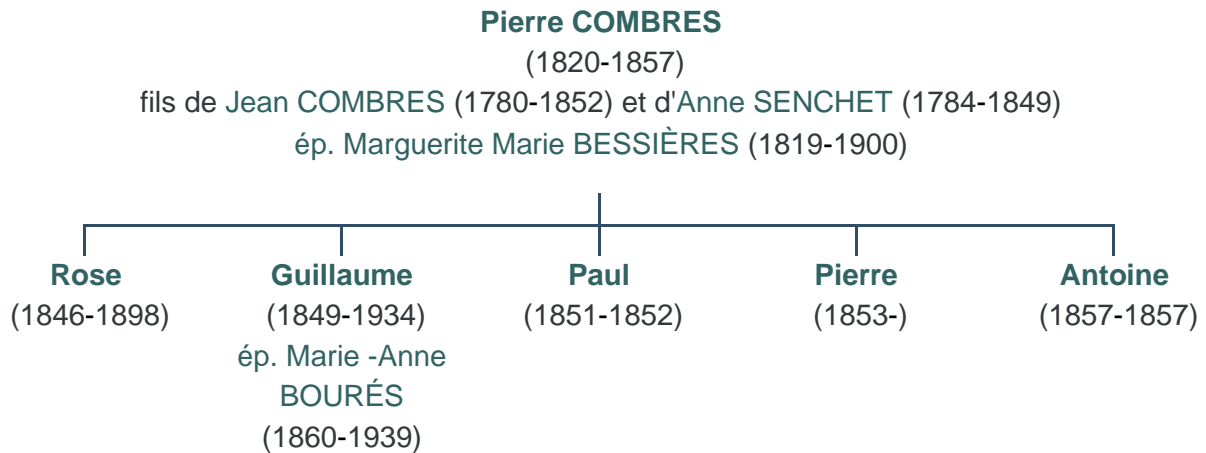 Pierre COMBRES
(1820-1857)
fils de Jean COMBRES (1780-1852) et d'Anne SENCHET (1784-1849)
ép. Marguerite Marie BESSIÈRES (1819-1900)
Rose
(1846-1898)
Guillaume
(1849-1934)
ép. Marie -Anne
BOURÉS
(1860-1939)
Paul
(1851-1852)
Pierre
(1853-)
Antoine
(1857-1857)